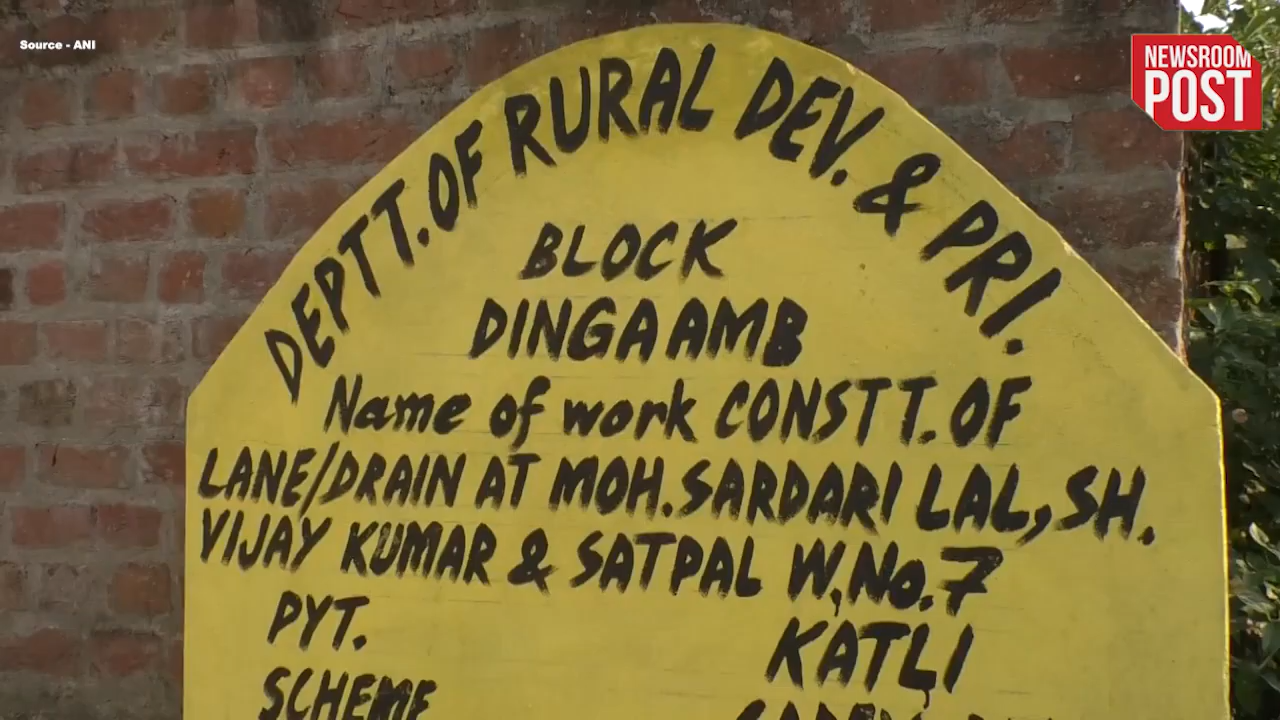 Source - ANI
NEWSROOM
POST
DEPTT. OF RURAL DEV. & PRI.
BLOCK
DINGA AMB
Name of work CONSTT. OF
LANE/DRAIN AT MOH. SARDARI LAL, SH.
VIJAY KUMAR & SATPAL W.No. 7
PYT. KATLI
SCHEME